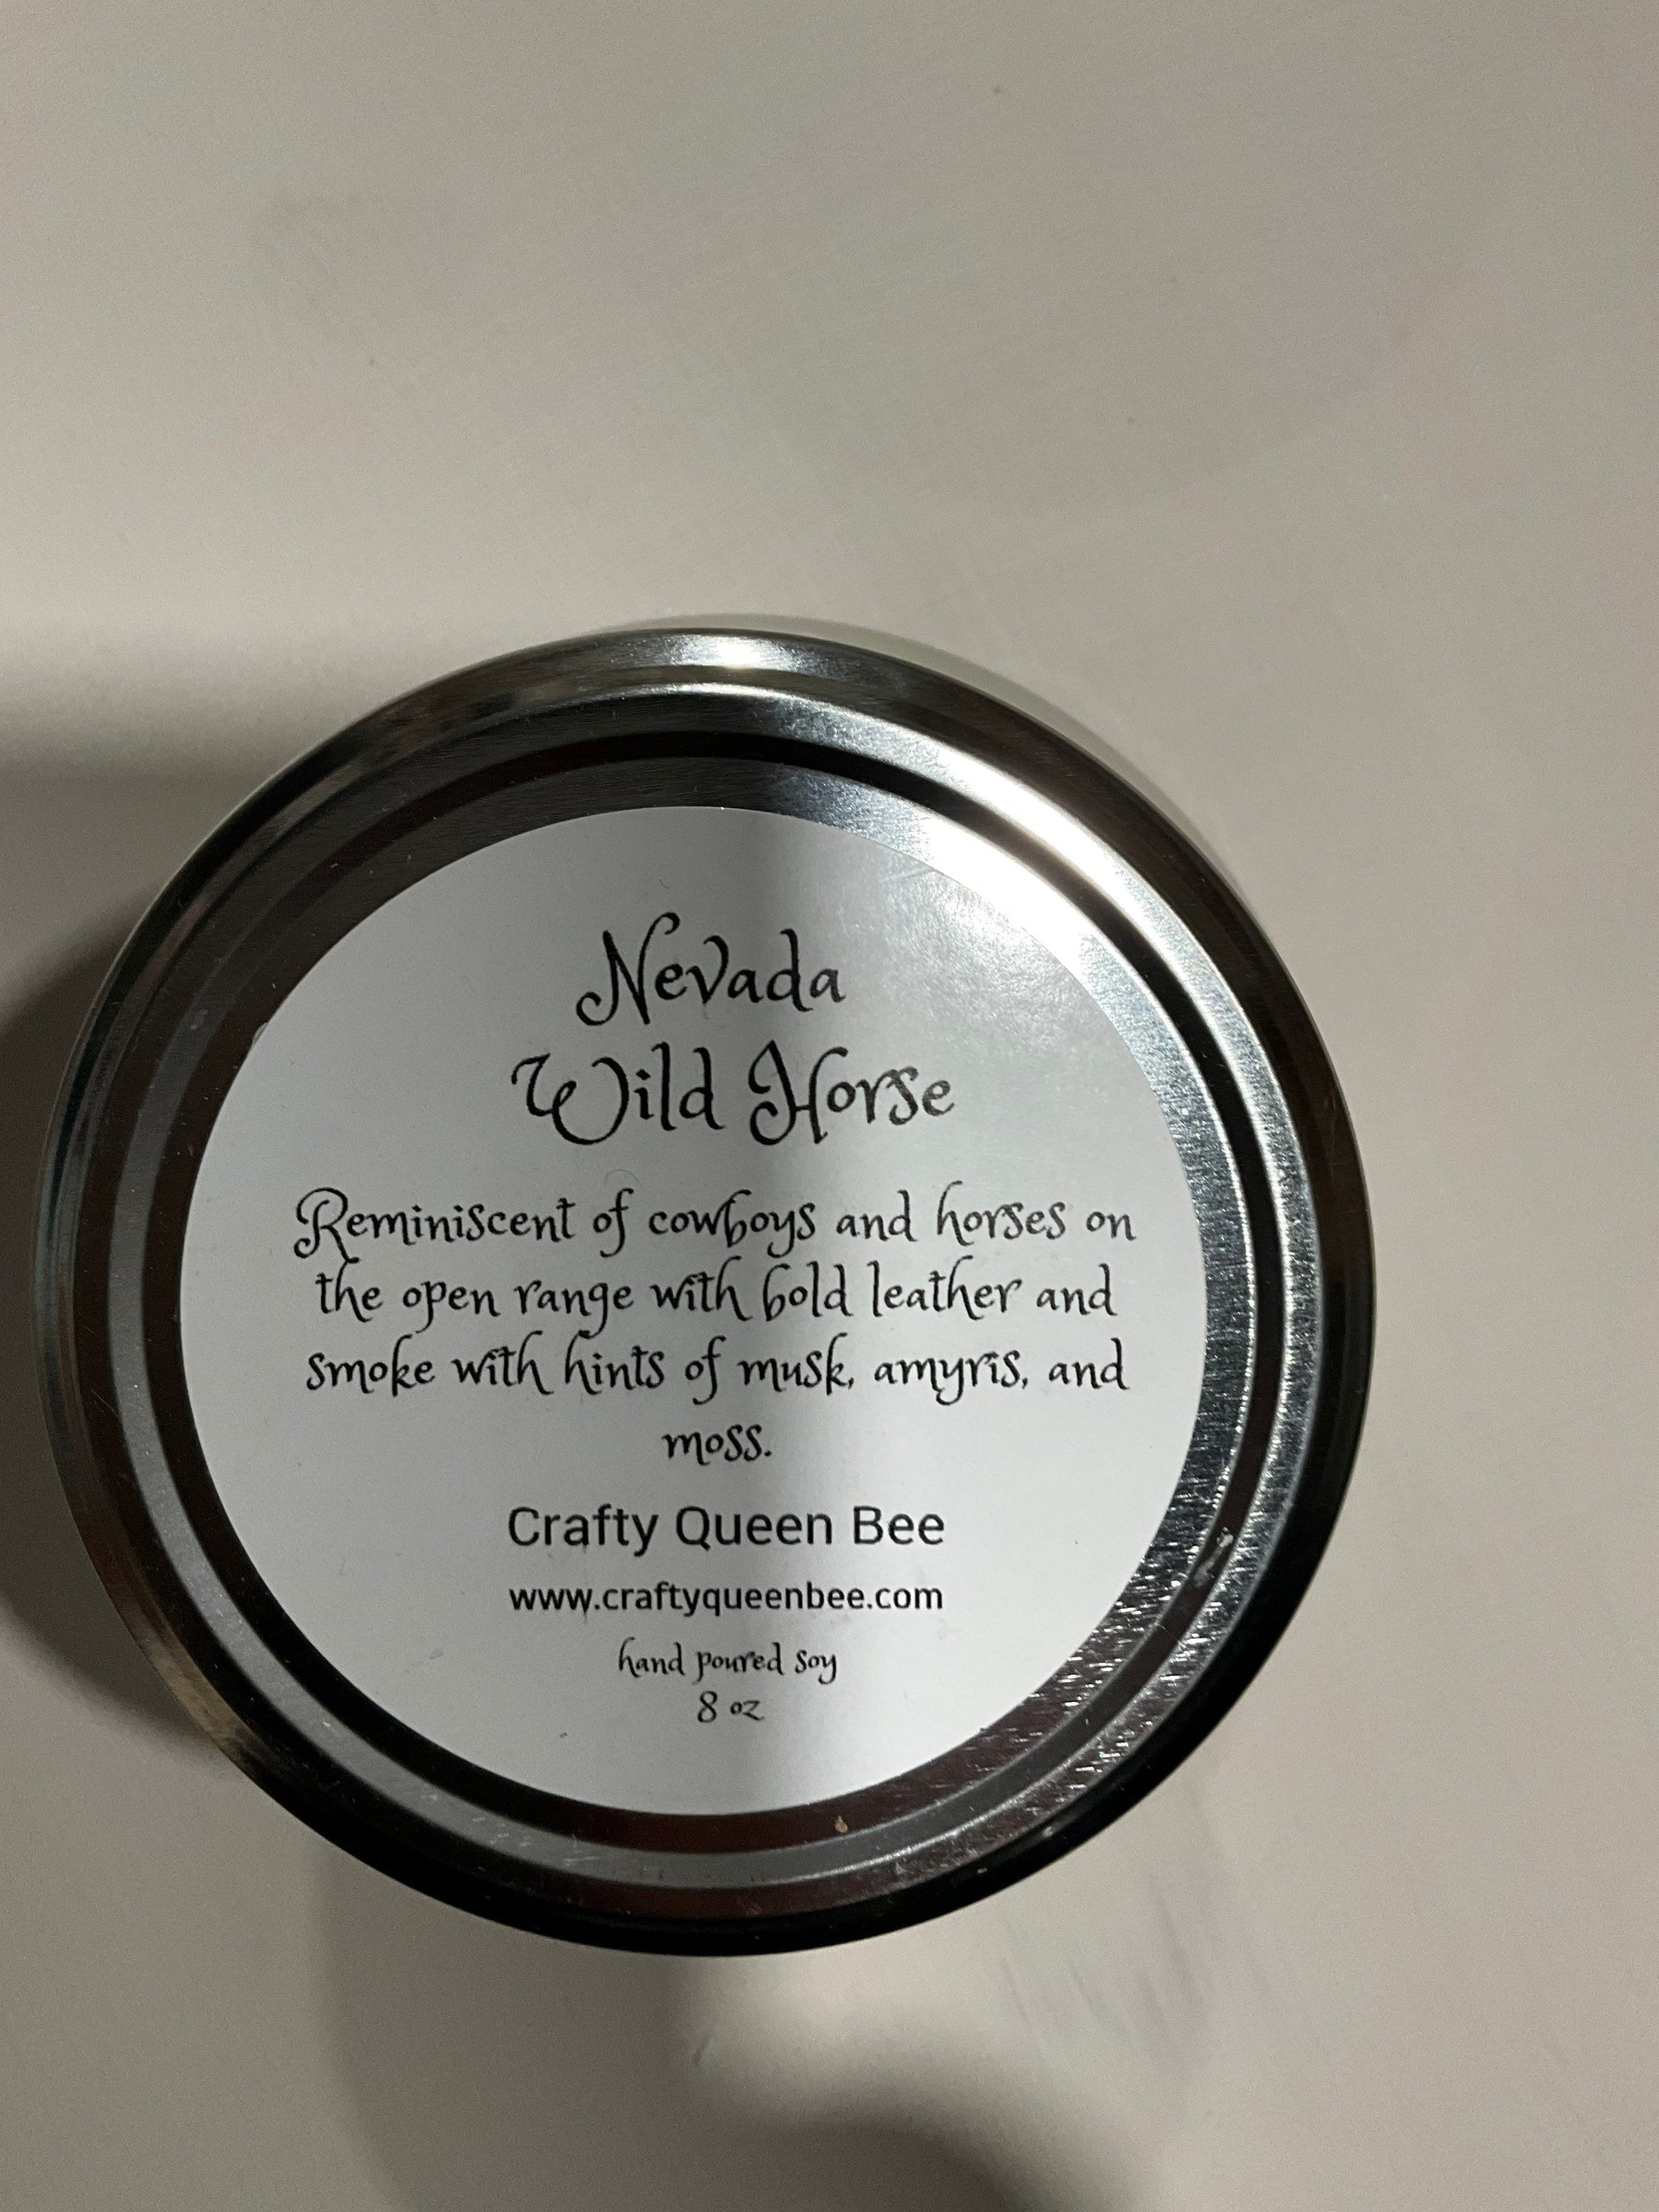 Nevada
Wild Horse
Reminiscent of cowboys and horses on
the open range with bold leather and
smoke with hints of musk, amyris, and
moss.
Crafty Queen Bee
www.craftyqueenbee.com
hand poured soy
8 oz